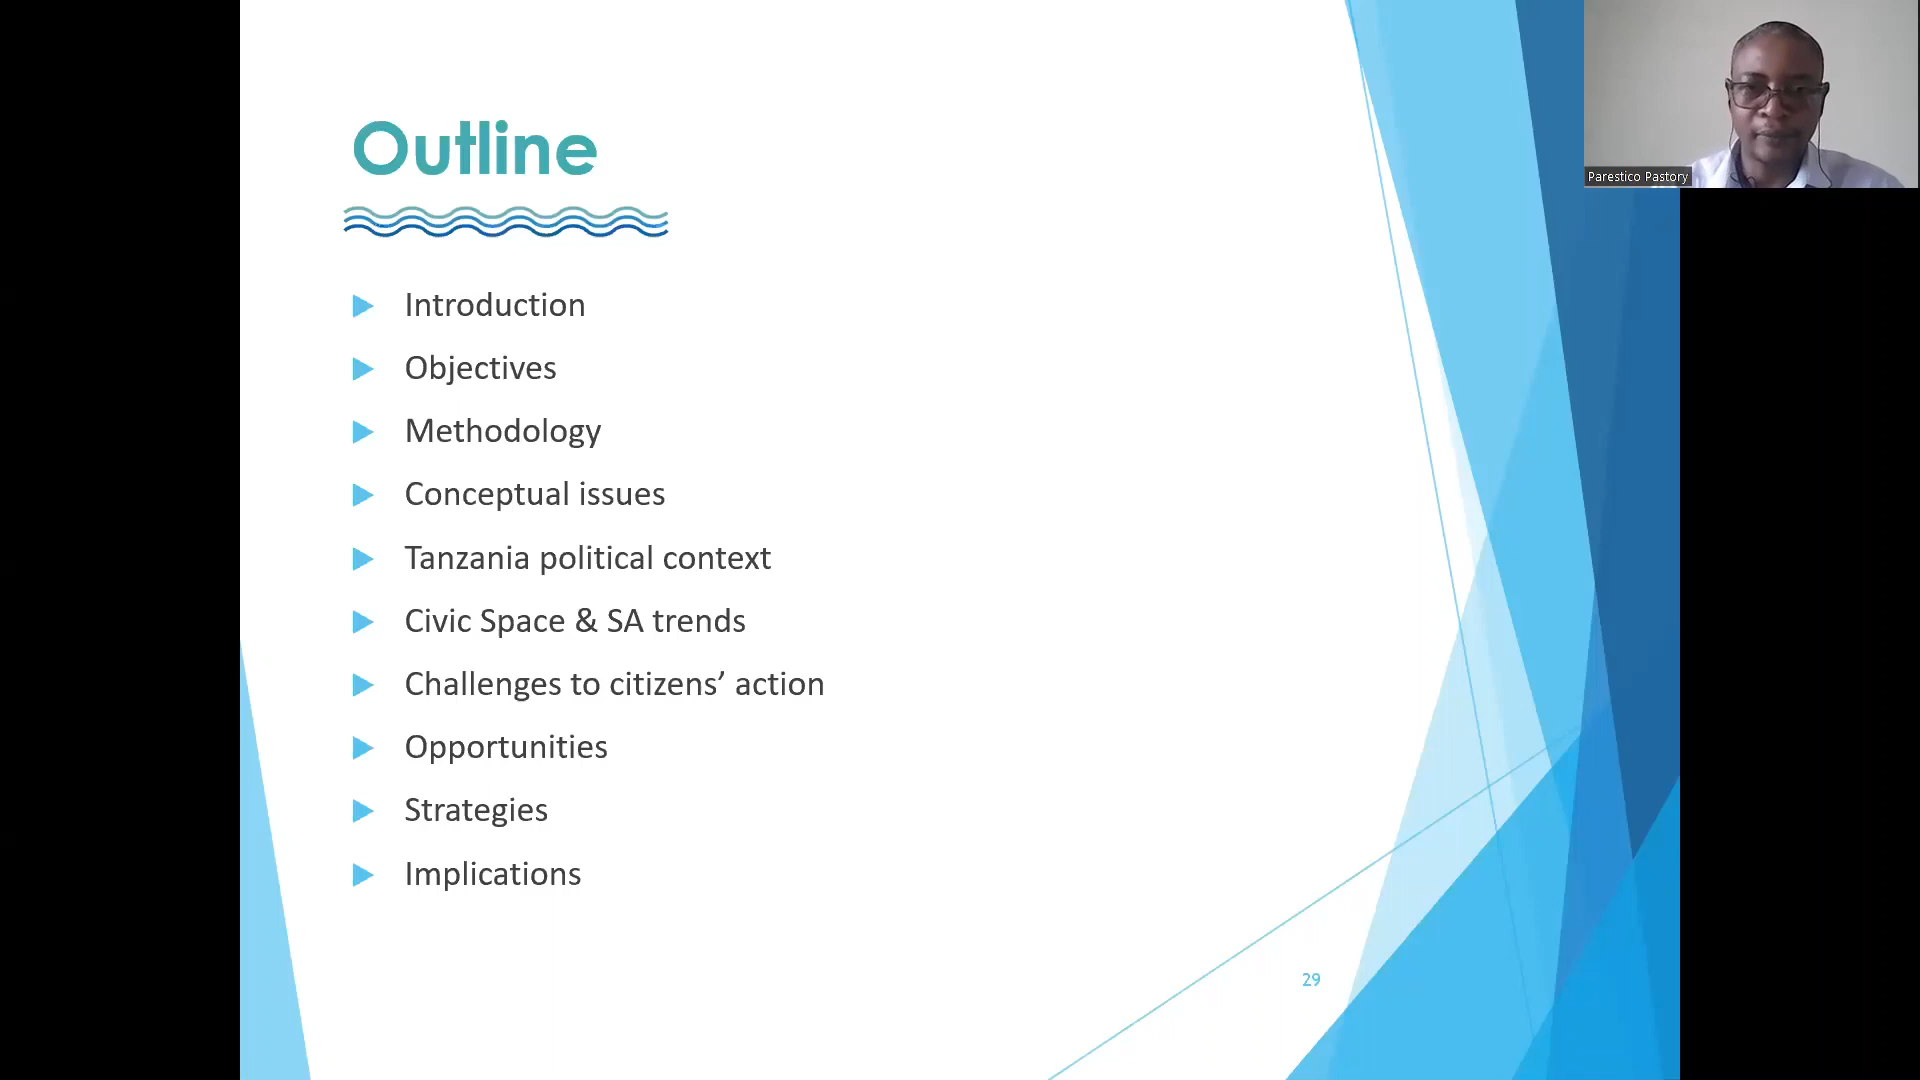 Outline
Introduction
Objectives
Methodology
Conceptual issues
Tanzania political context
Civic Space & SA trends
Challenges to citizens’ action
Opportunities
Strategies
Implications
29
Parestico Pastory